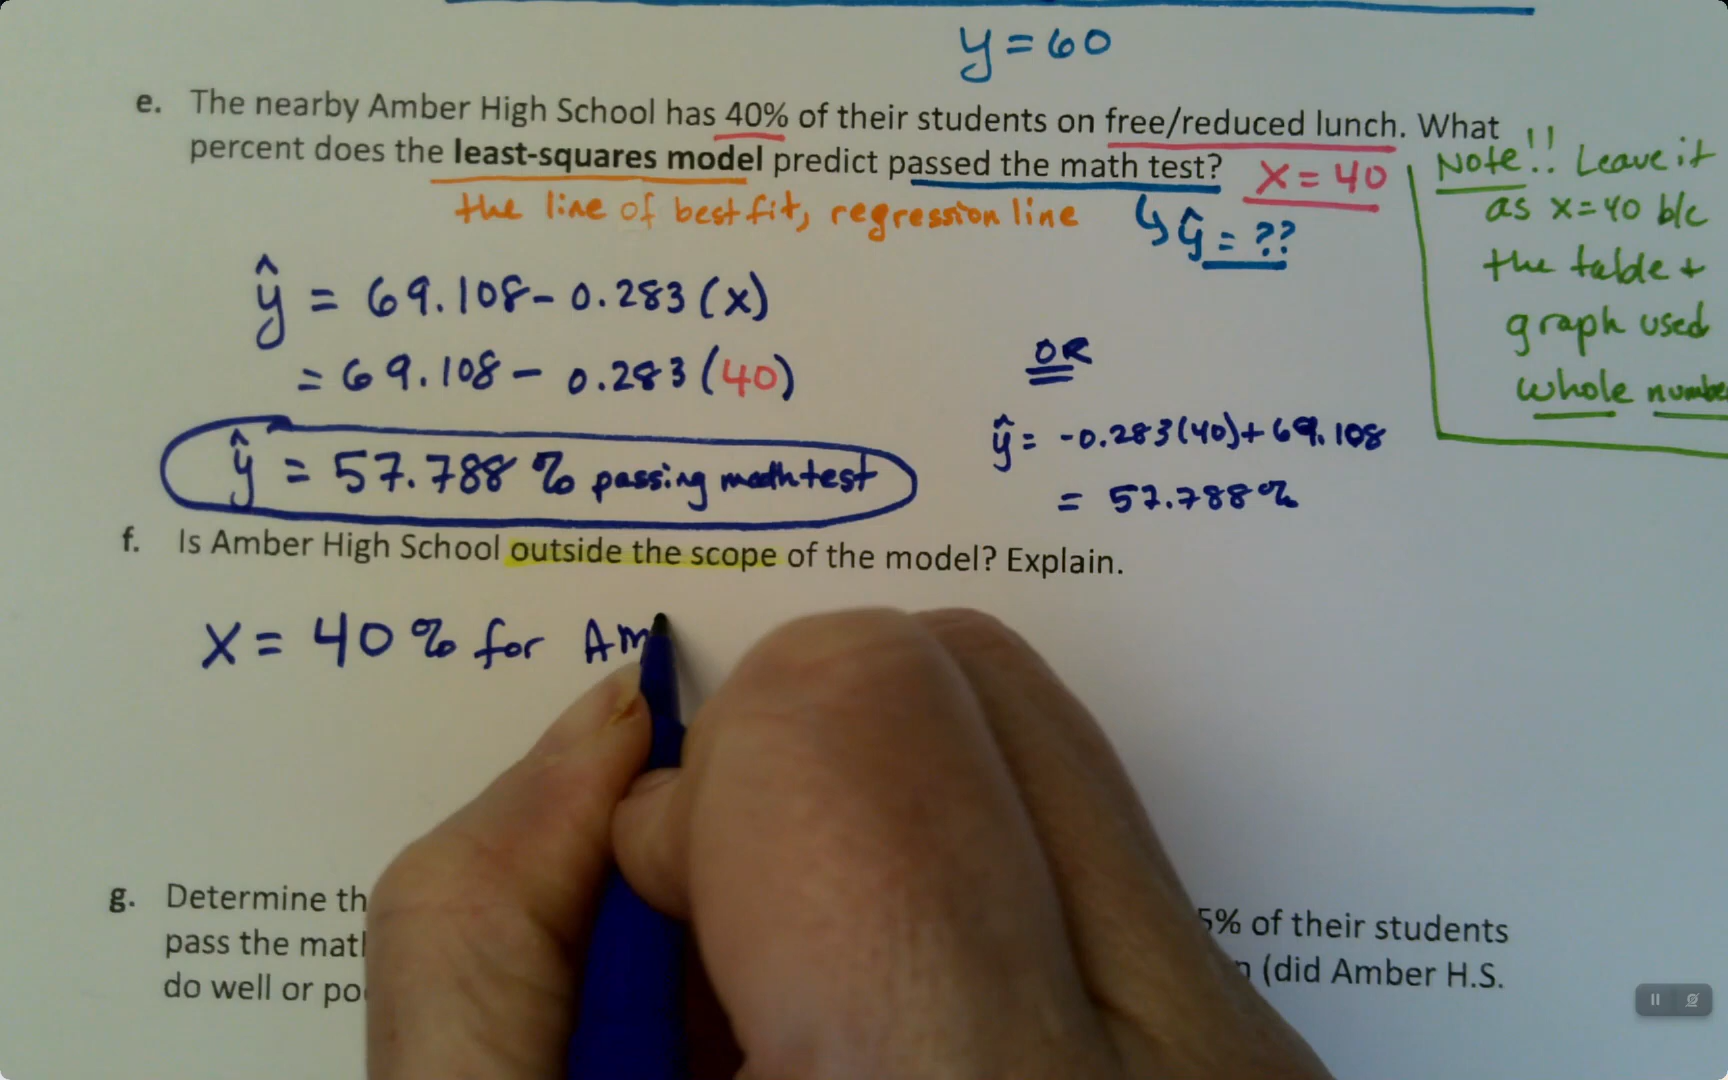 y = 60
e. The nearby Amber High School has 40% of their students on free/reduced lunch. What
percent does the least-squares model predict passed the math test? X = 40
the line of best fit, regression line
ŷ = ??
Note!! Leave it
as x=40 b/c
the table +
graph used
whole number
ŷ = 69.108 - 0.283 (x)
= 69.108 - 0.283 (40)
ŷ = 57.788 % passing math test
OR
ŷ = -0.283(40) + 69.108
= 57.788%
f. Is Amber High School outside the scope of the model? Explain.
X = 40 % for Am
g. Determine th
5% of their students
pass the mat
(did Amber H.S.
do well or po